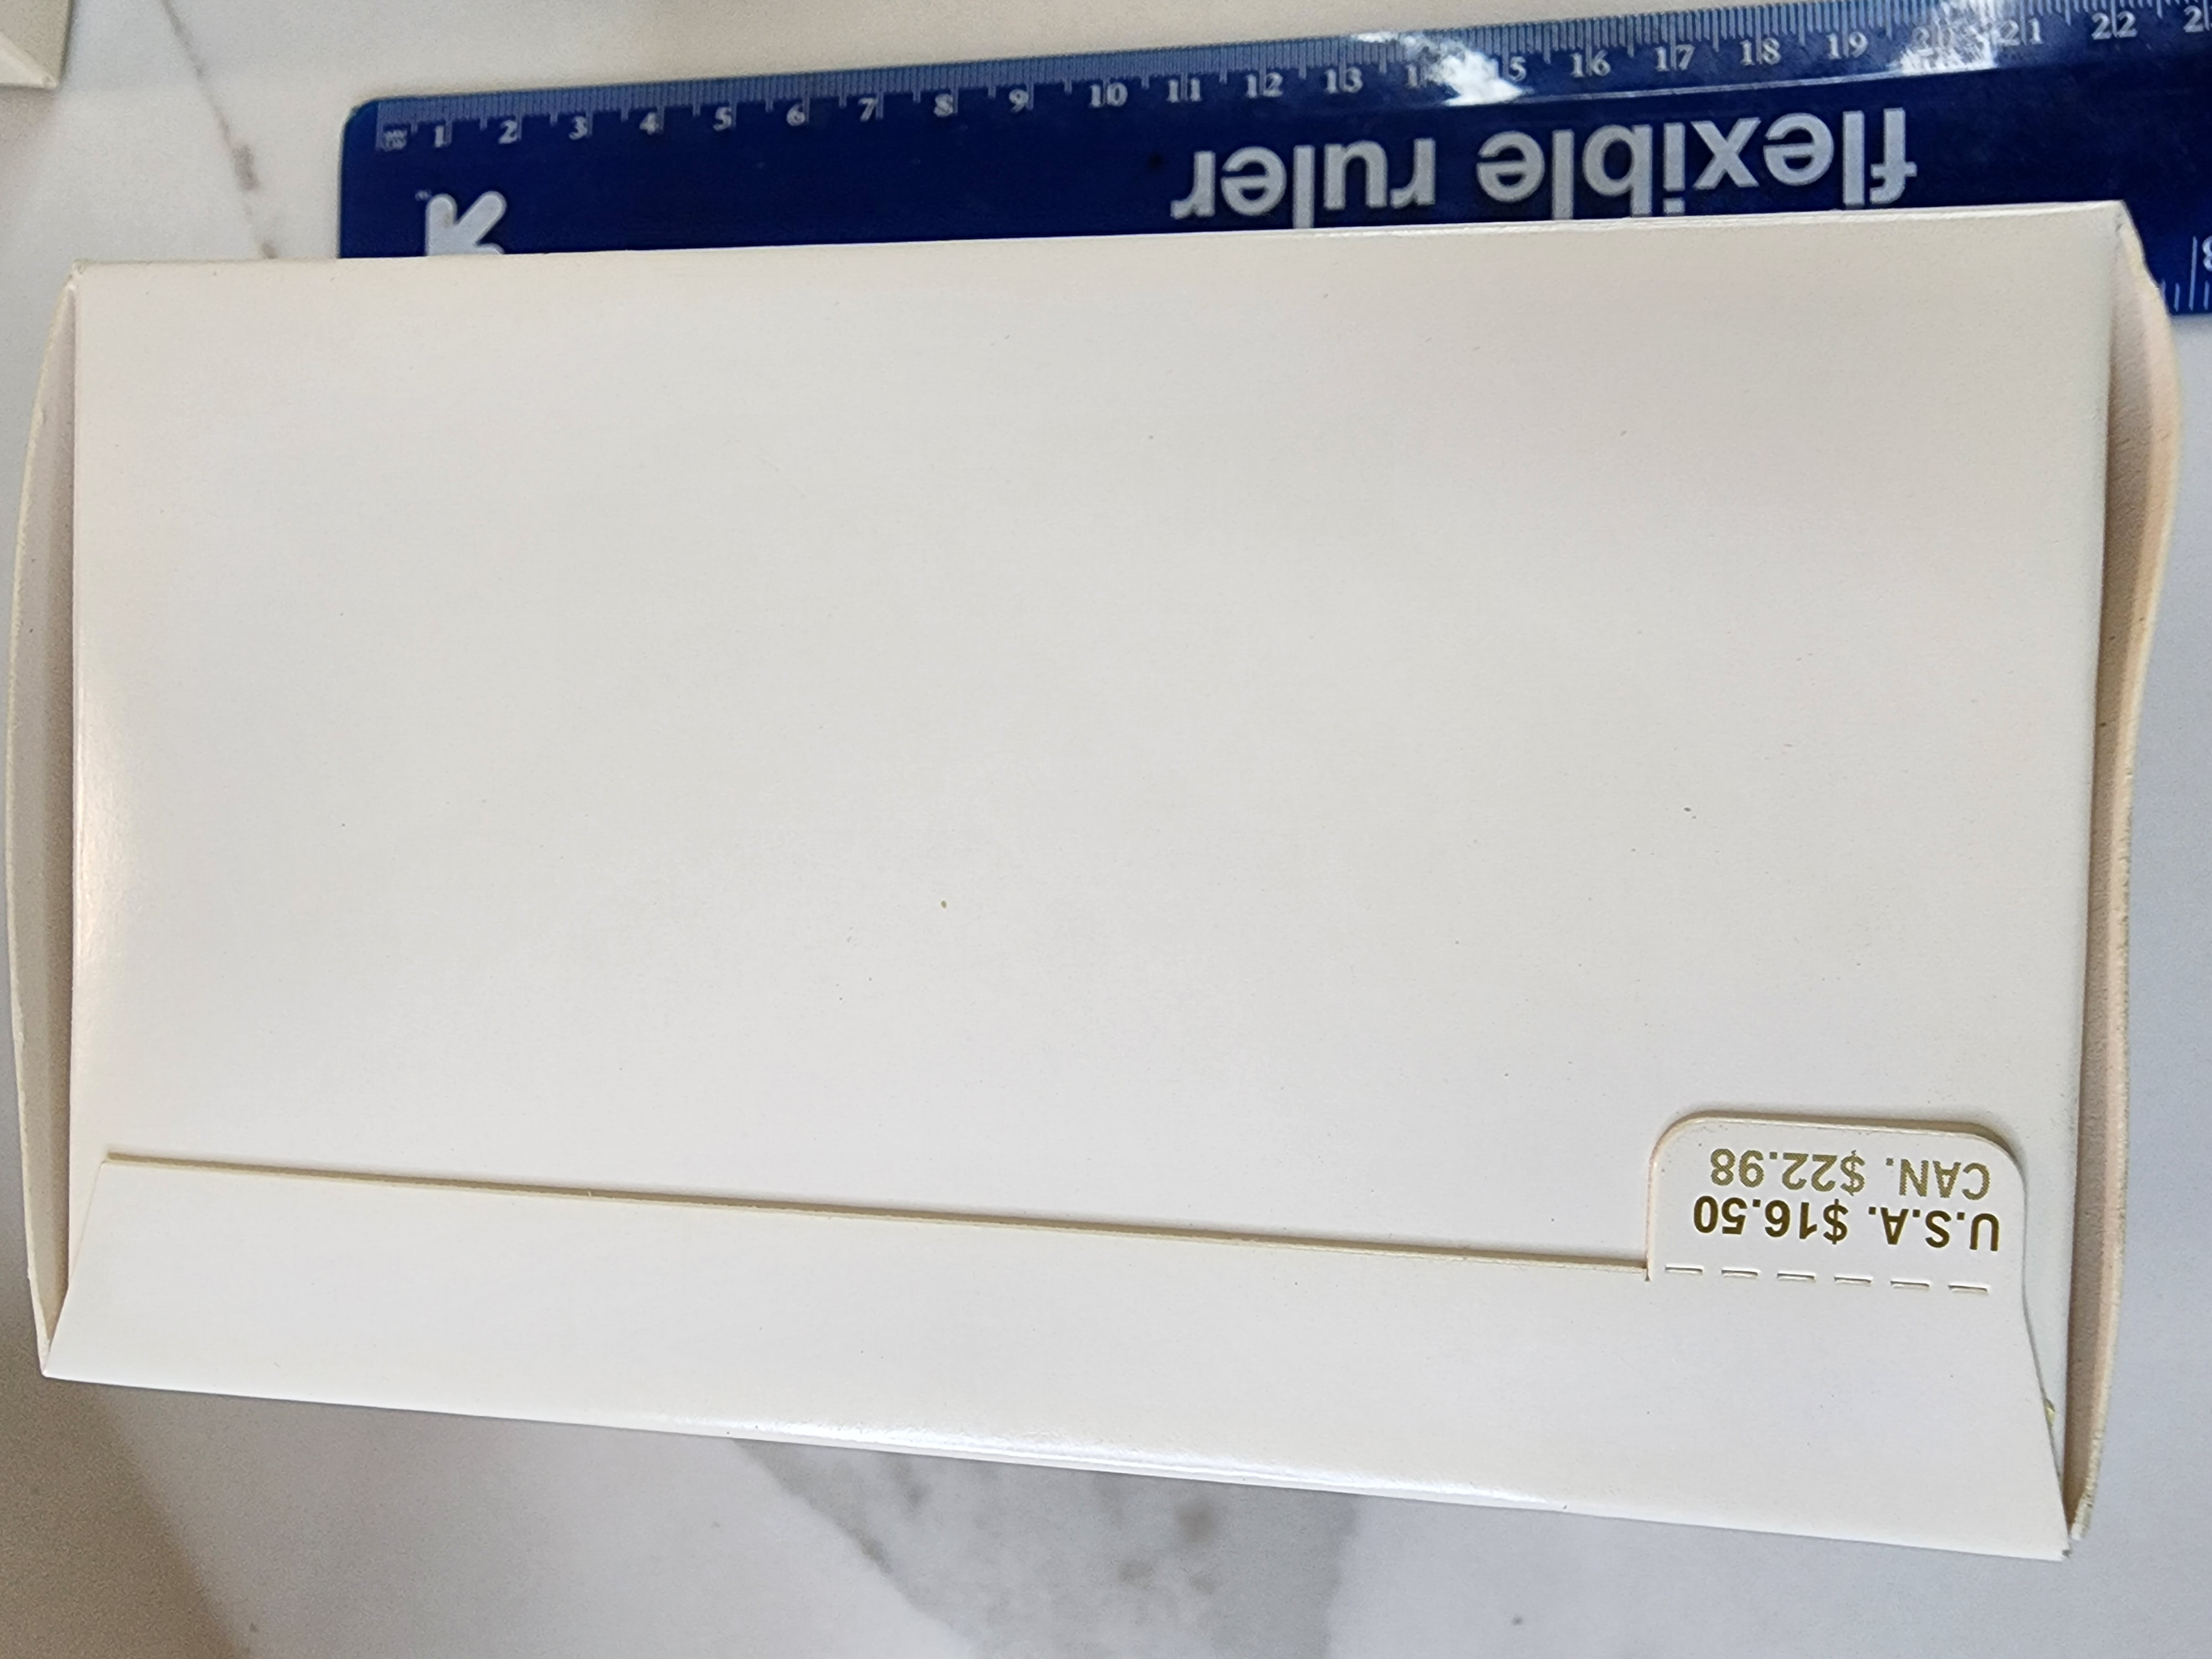 cm 1 2 3 4 5 6 7 8 9 10 11 12 13 14 15 16 17 18 19 20 21 22
flexible ruler
U.S.A. $16.50
CAN. $22.98